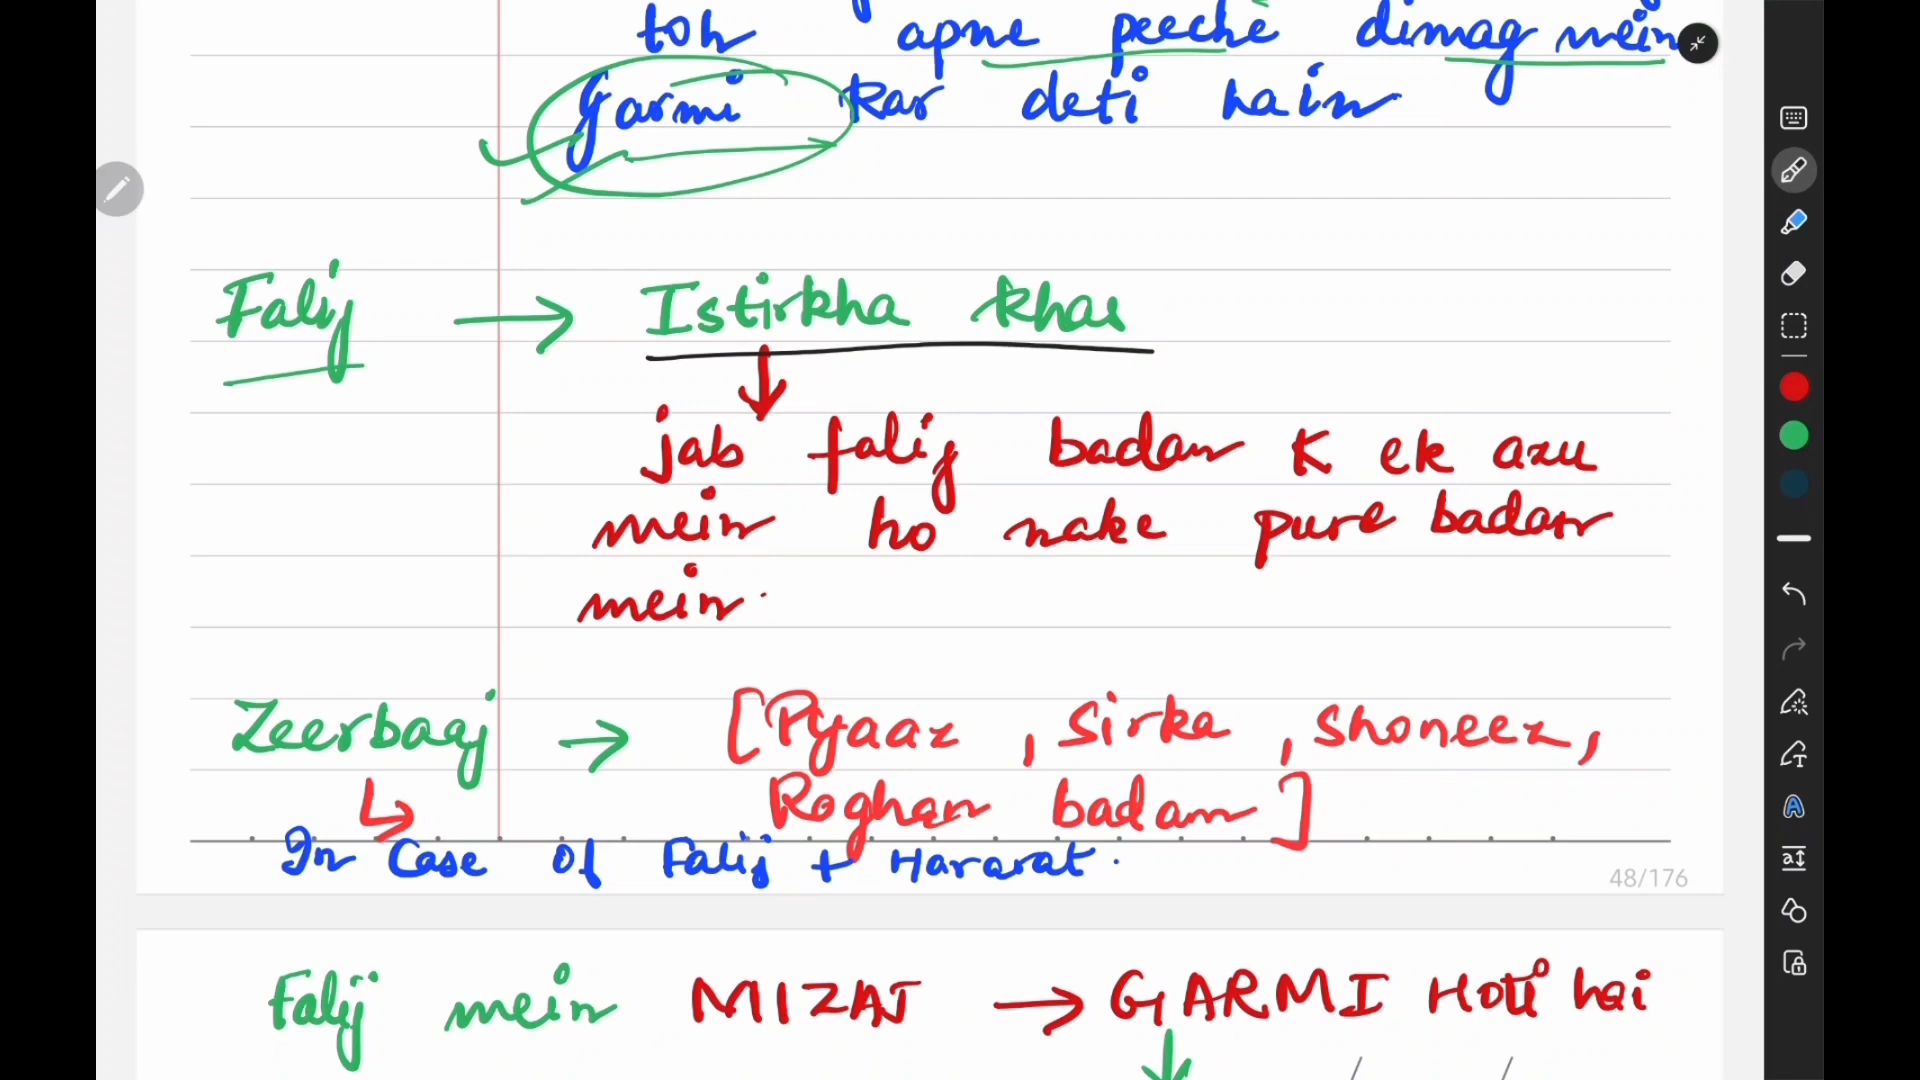 toh apne peeche dimag mein
Garmi kar deti hain
Falij → Istirkha khas
jab falij badan K ek azu
mein ho nake pure badan
mein.
Zeerbaaj → [Pyaaz, Sirka, Shoneez,
Roghan badam]
In Case of Falij + Hararat.
48/176
Falij mein MIZAJ → GARMI Hoti hai